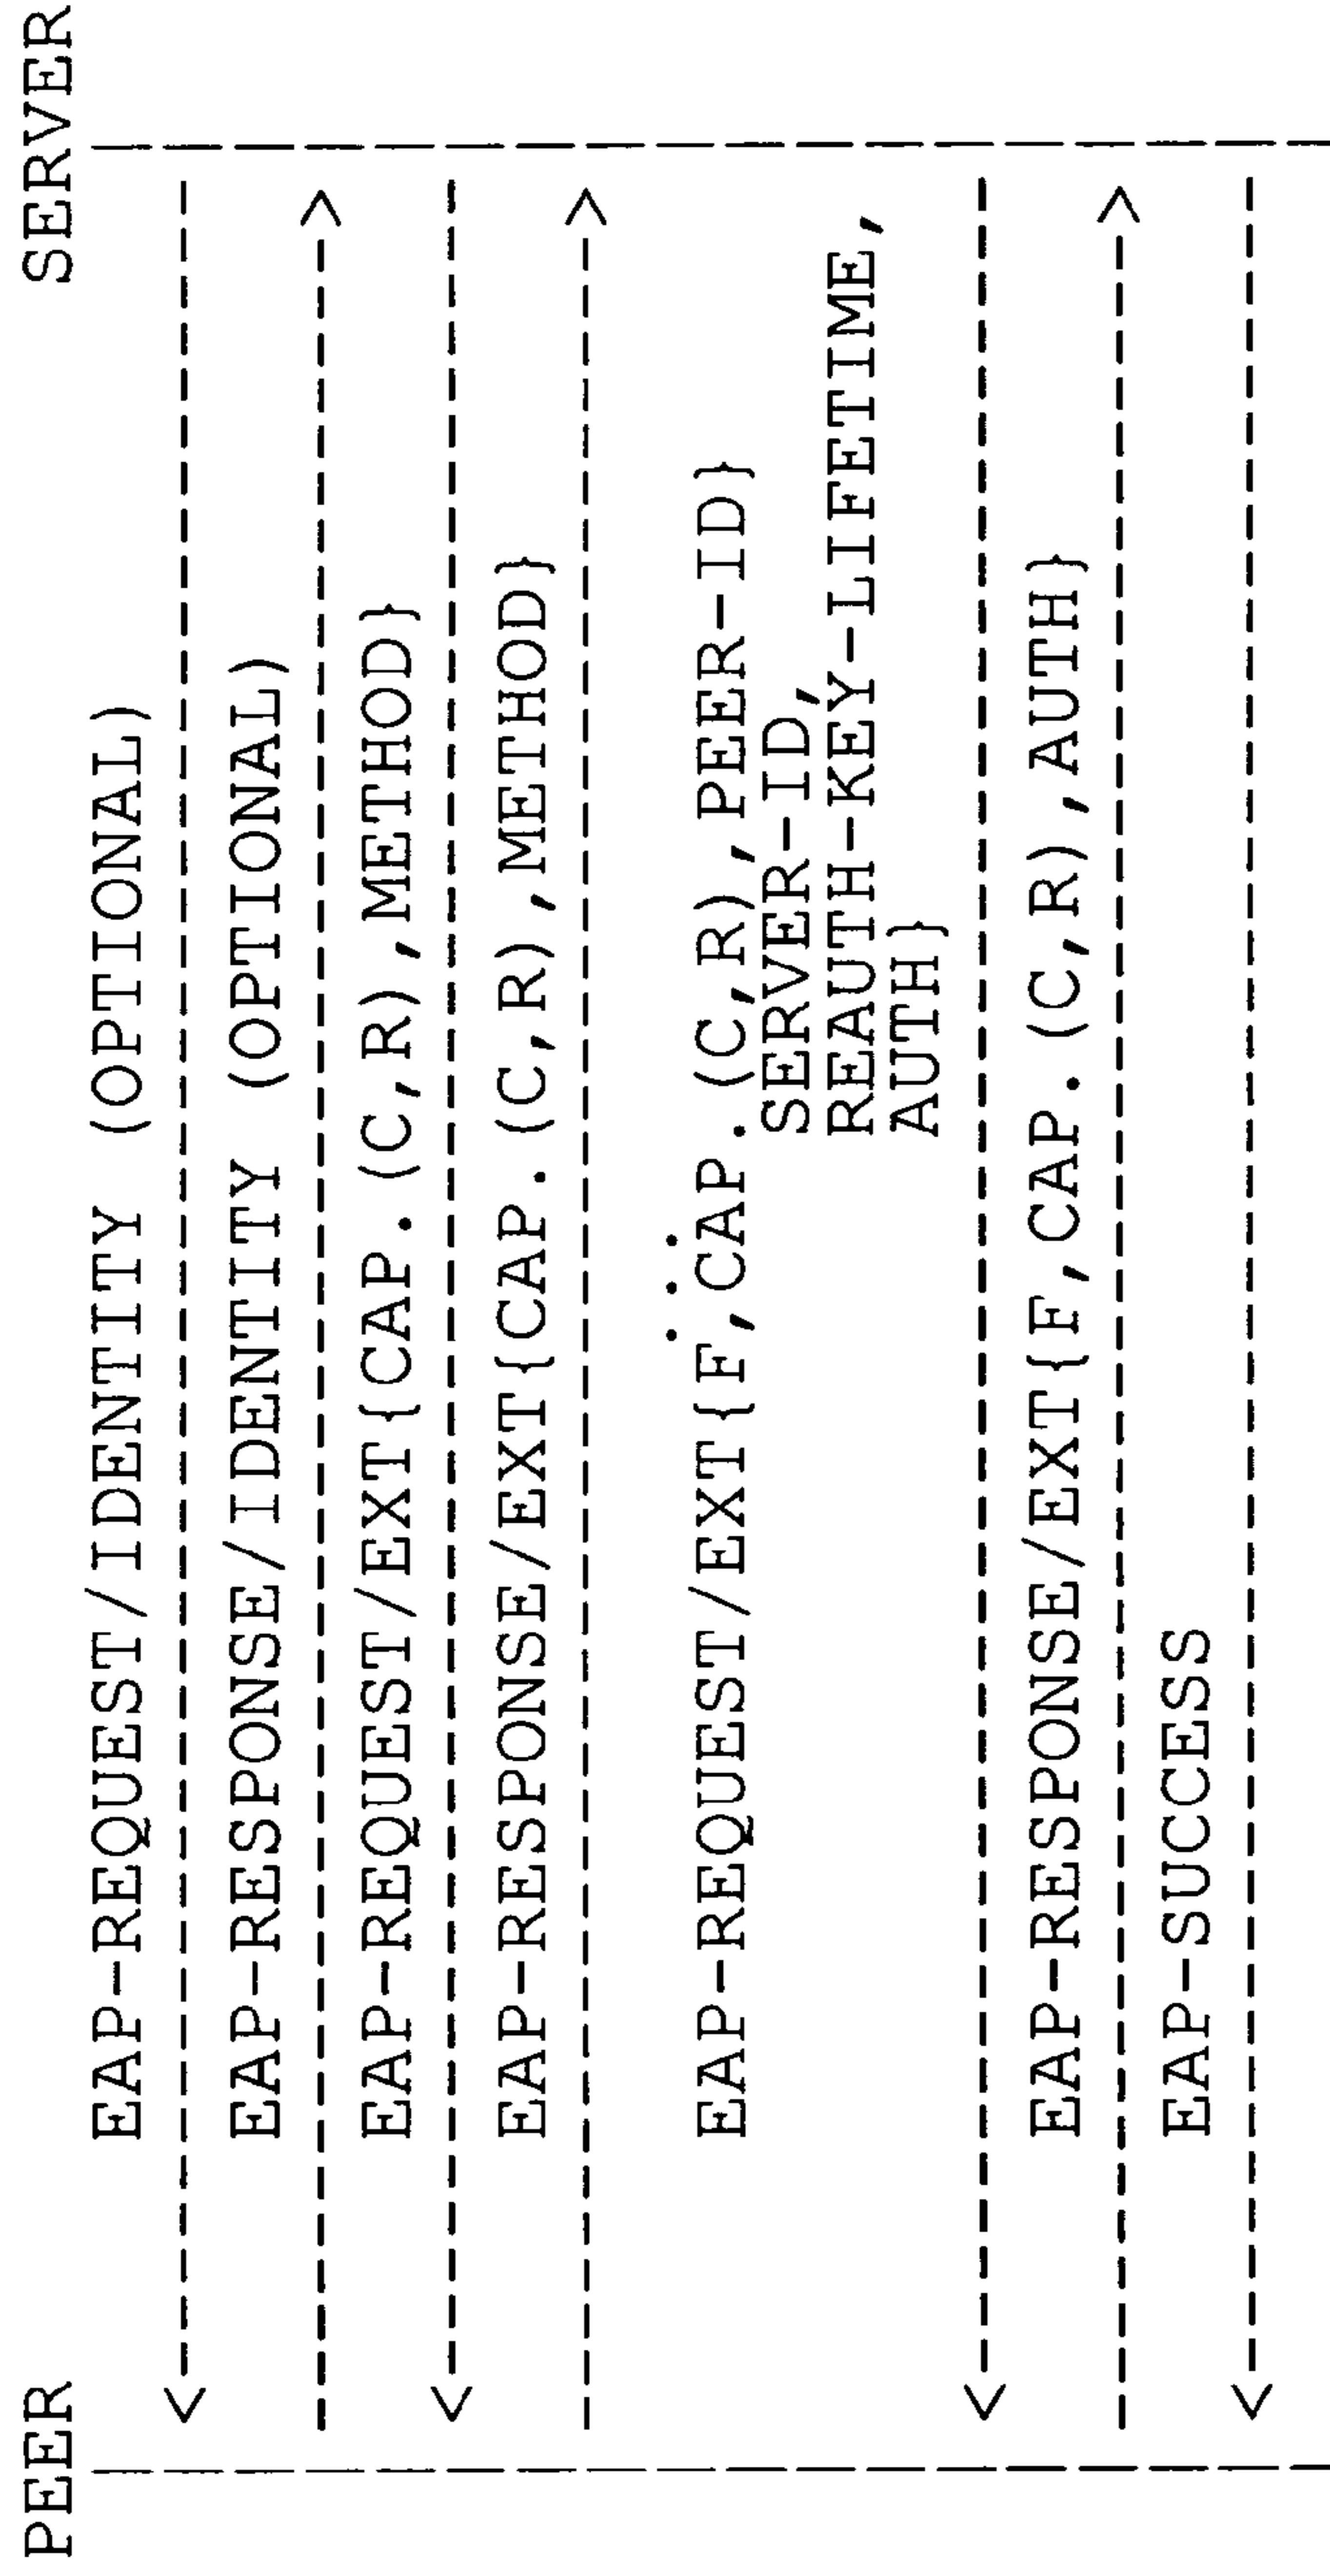 PEER SERVER
EAP-REQUEST/IDENTITY (OPTIONAL)
<--------------------------------
EAP-RESPONSE/IDENTITY (OPTIONAL)
-------------------------------->
EAP-REQUEST/EXT{CAP.(C,R),METHOD}
<--------------------------------
EAP-RESPONSE/EXT{CAP.(C,R),METHOD}
-------------------------------->
...
EAP-REQUEST/EXT{F,CAP.(C,R),PEER-ID}
SERVER-ID,
REAUTH-KEY-LIFETIME,
AUTH}
<--------------------------------
EAP-RESPONSE/EXT{F,CAP.(C,R),AUTH}
-------------------------------->
EAP-SUCCESS
<--------------------------------